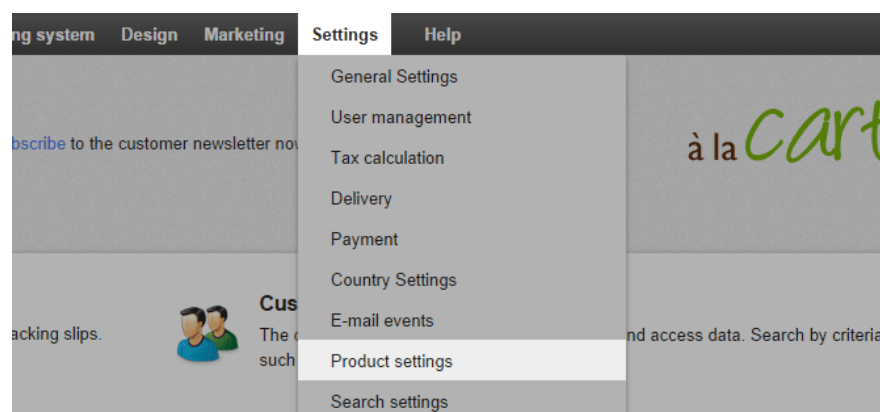 ng system Design Marketing Settings Help
General Settings
User management
bscribe to the customer newsletter now
Tax calculation
à la cart
Delivery
Payment
Country Settings
Cus
E-mail events
acking slips.
The c
nd access data. Search by criteria
such
Product settings
Search settings